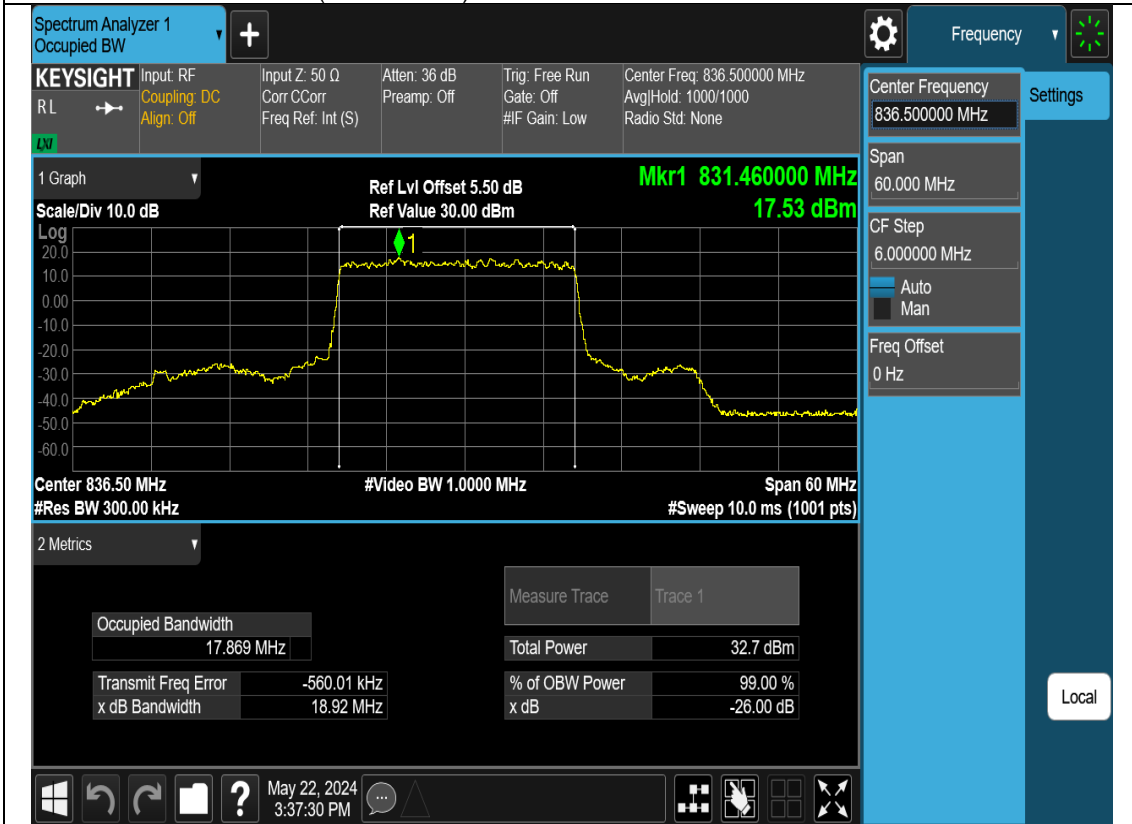 Spectrum Analyzer 1
Occupied BW
+
Frequency
KEYSIGHT
RL
LXI
Input: RF
Coupling: DC
Align: Off
Input Z: 50 Ω
Corr CCorr
Freq Ref: Int (S)
Atten: 36 dB
Preamp: Off
Trig: Free Run
Gate: Off
#IF Gain: Low
Center Freq: 836.500000 MHz
Avg|Hold: 1000/1000
Radio Std: None
Center Frequency
836.500000 MHz
Settings
Span
60.000 MHz
CF Step
6.000000 MHz
Auto
Man
Freq Offset
0 Hz
Local
1 Graph
Scale/Div 10.0 dB
Ref Lvl Offset 5.50 dB
Ref Value 30.00 dBm
Mkr1 831.460000 MHz
17.53 dBm
Log
1
20.0
10.0
0.00
-10.0
-20.0
-30.0
-40.0
-50.0
-60.0
Center 836.50 MHz
#Res BW 300.00 kHz
#Video BW 1.0000 MHz
Span 60 MHz
#Sweep 10.0 ms (1001 pts)
2 Metrics
Measure Trace Trace 1
Occupied Bandwidth
17.869 MHz
Total Power 32.7 dBm
Transmit Freq Error -560.01 kHz
% of OBW Power 99.00 %
x dB Bandwidth 18.92 MHz
x dB -26.00 dB
?
May 22, 2024
3:37:30 PM